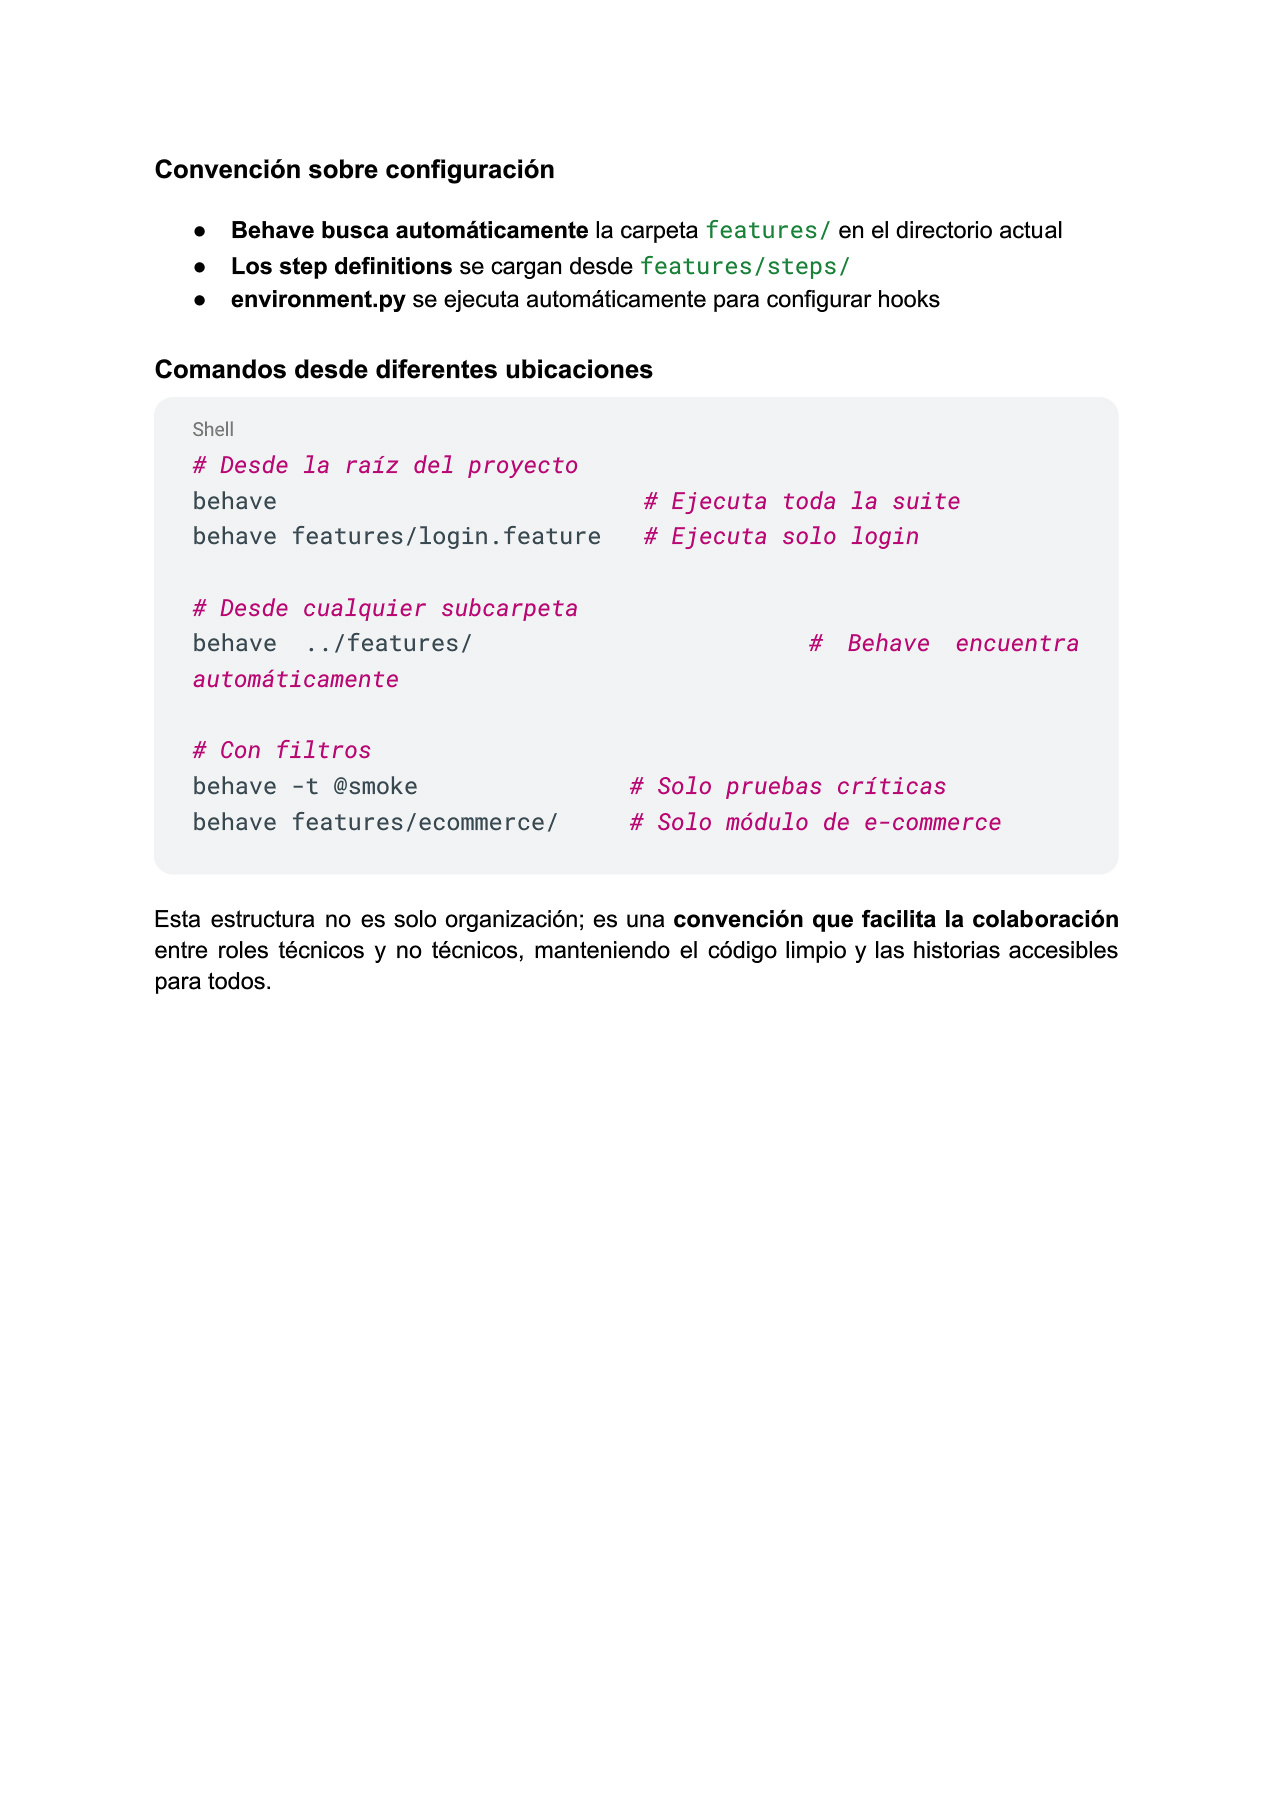 Convención sobre configuración
● Behave busca automáticamente la carpeta features/ en el directorio actual
● Los step definitions se cargan desde features/steps/
● environment.py se ejecuta automáticamente para configurar hooks
Comandos desde diferentes ubicaciones
Shell
# Desde la raíz del proyecto
behave # Ejecuta toda la suite
behave features/login.feature # Ejecuta solo login
# Desde cualquier subcarpeta
behave ../features/ # Behave encuentra
automáticamente
# Con filtros
behave -t @smoke # Solo pruebas críticas
behave features/ecommerce/ # Solo módulo de e-commerce
Esta estructura no es solo organización; es una convención que facilita la colaboración
entre roles técnicos y no técnicos, manteniendo el código limpio y las historias accesibles
para todos.